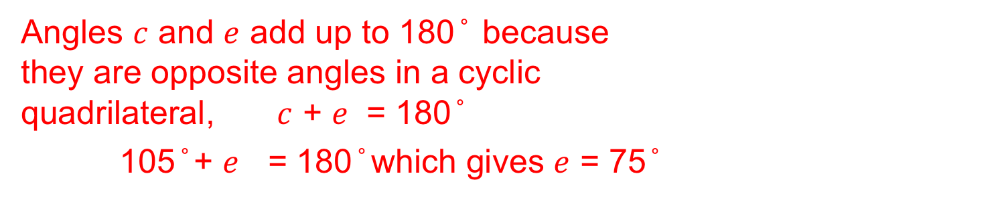 Angles c and e add up to 180° because
they are opposite angles in a cyclic
quadrilateral, c + e = 180°
105° + e = 180° which gives e = 75°